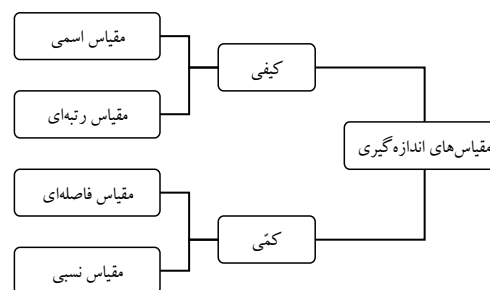 مقیاس‌های اندازه‌گیری
کیفی
مقیاس اسمی
مقیاس رتبه‌ای
کمّی
مقیاس فاصله‌ای
مقیاس نسبی